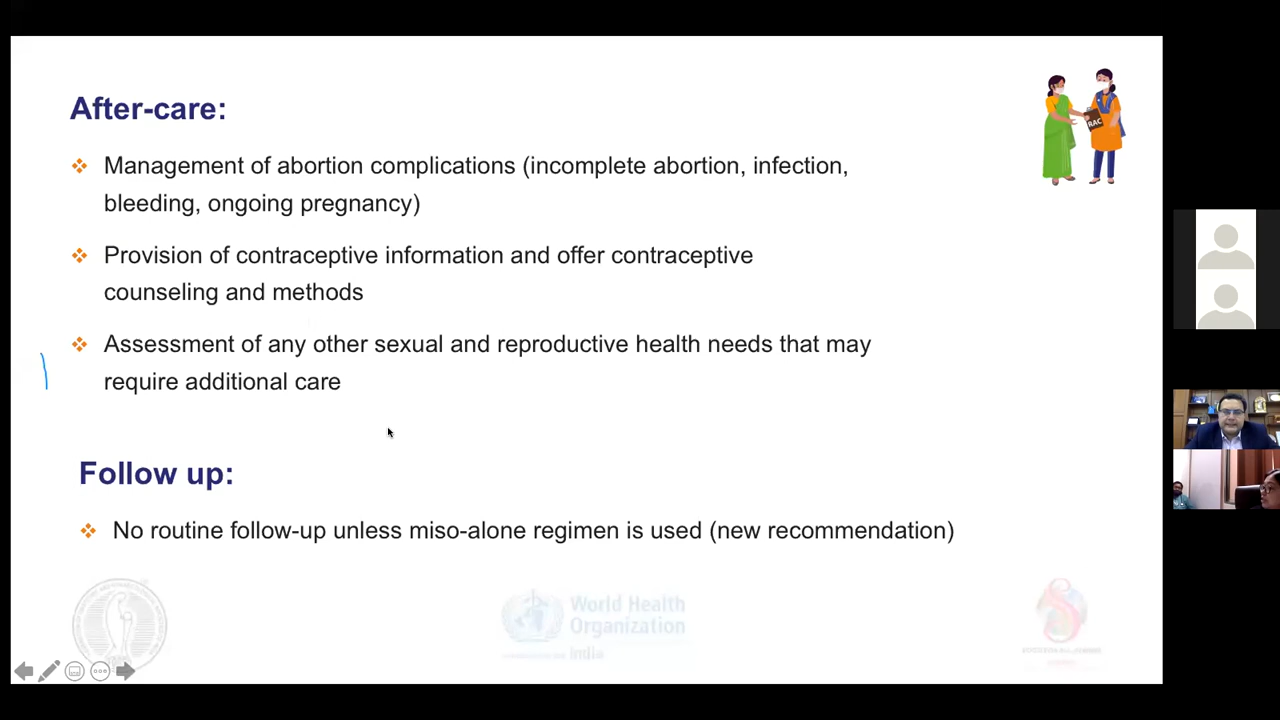 After-care:
RAC
Management of abortion complications (incomplete abortion, infection,
bleeding, ongoing pregnancy)
Provision of contraceptive information and offer contraceptive
counseling and methods
Assessment of any other sexual and reproductive health needs that may
require additional care
Follow up:
No routine follow-up unless miso-alone regimen is used (new recommendation)
World Health
Organization
India